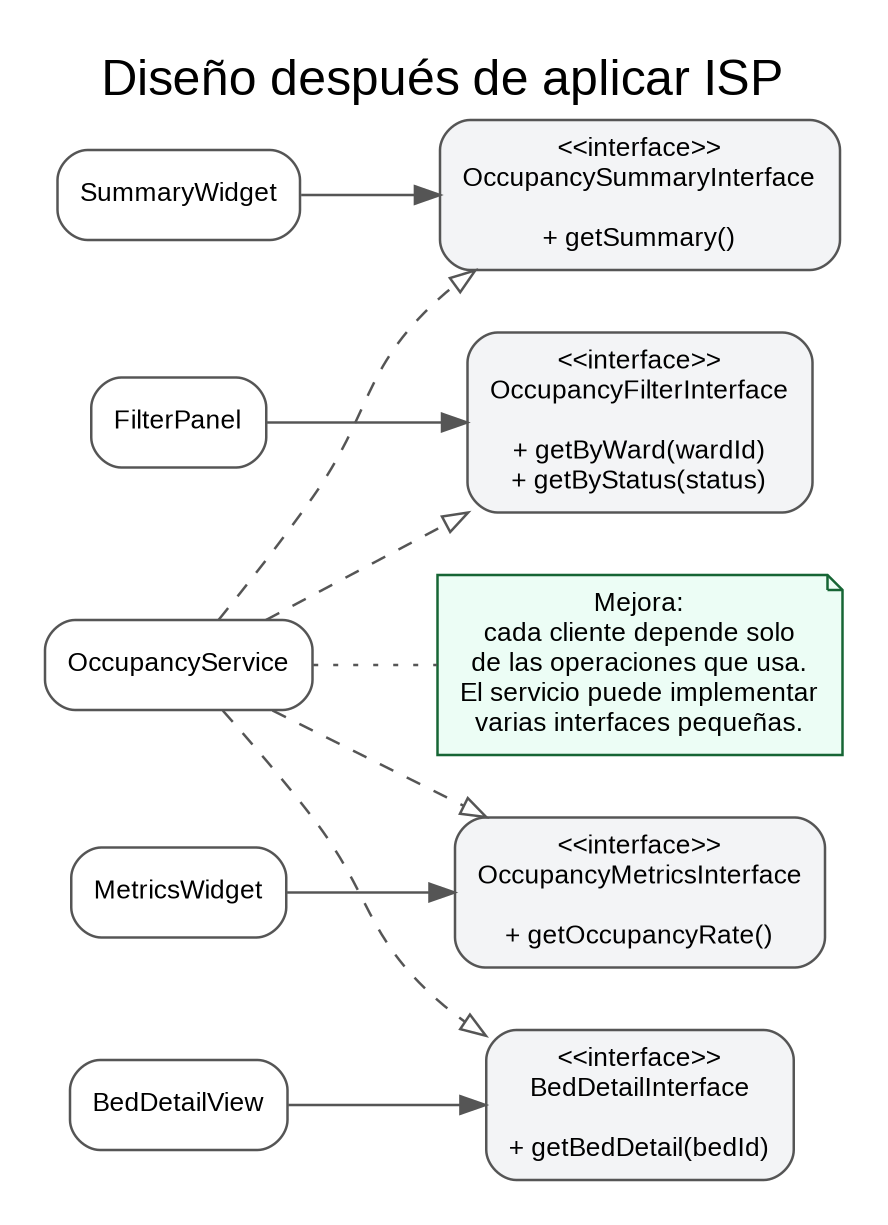 Diseño después de aplicar ISP
SummaryWidget
<<interface>>
OccupancySummaryInterface
+ getSummary()
FilterPanel
<<interface>>
OccupancyFilterInterface
+ getByWard(wardId)
+ getByStatus(status)
OccupancyService
Mejora:
cada cliente depende solo
de las operaciones que usa.
El servicio puede implementar
varias interfaces pequeñas.
MetricsWidget
<<interface>>
OccupancyMetricsInterface
+ getOccupancyRate()
BedDetailView
<<interface>>
BedDetailInterface
+ getBedDetail(bedId)